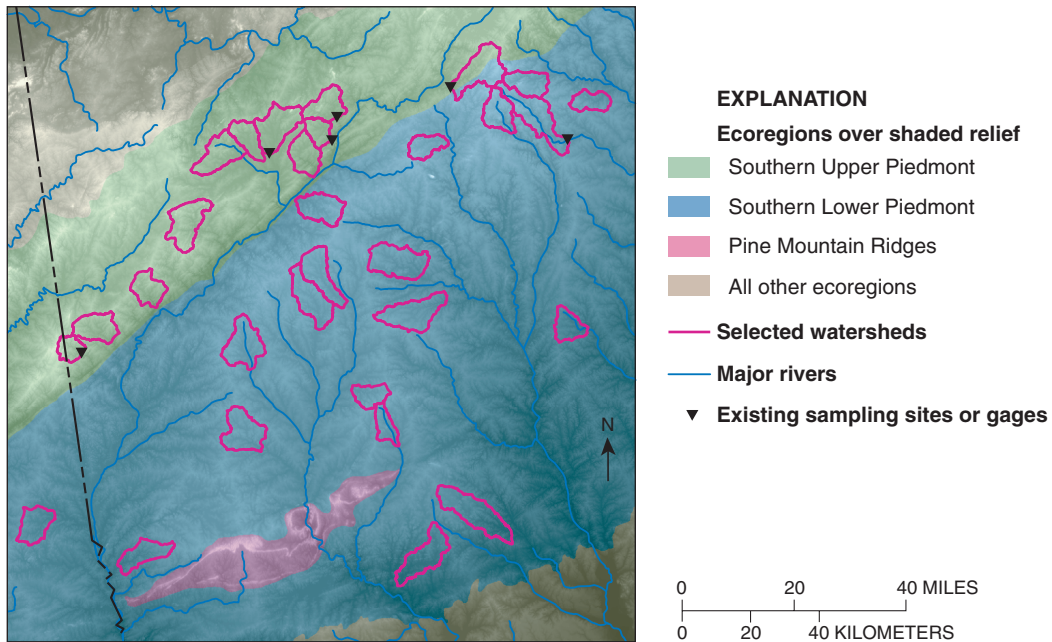 EXPLANATION
Ecoregions over shaded relief
Southern Upper Piedmont
Southern Lower Piedmont
Pine Mountain Ridges
All other ecoregions
Selected watersheds
Major rivers
Existing sampling sites or gages
N
0 20 40 MILES
0 20 40 KILOMETERS